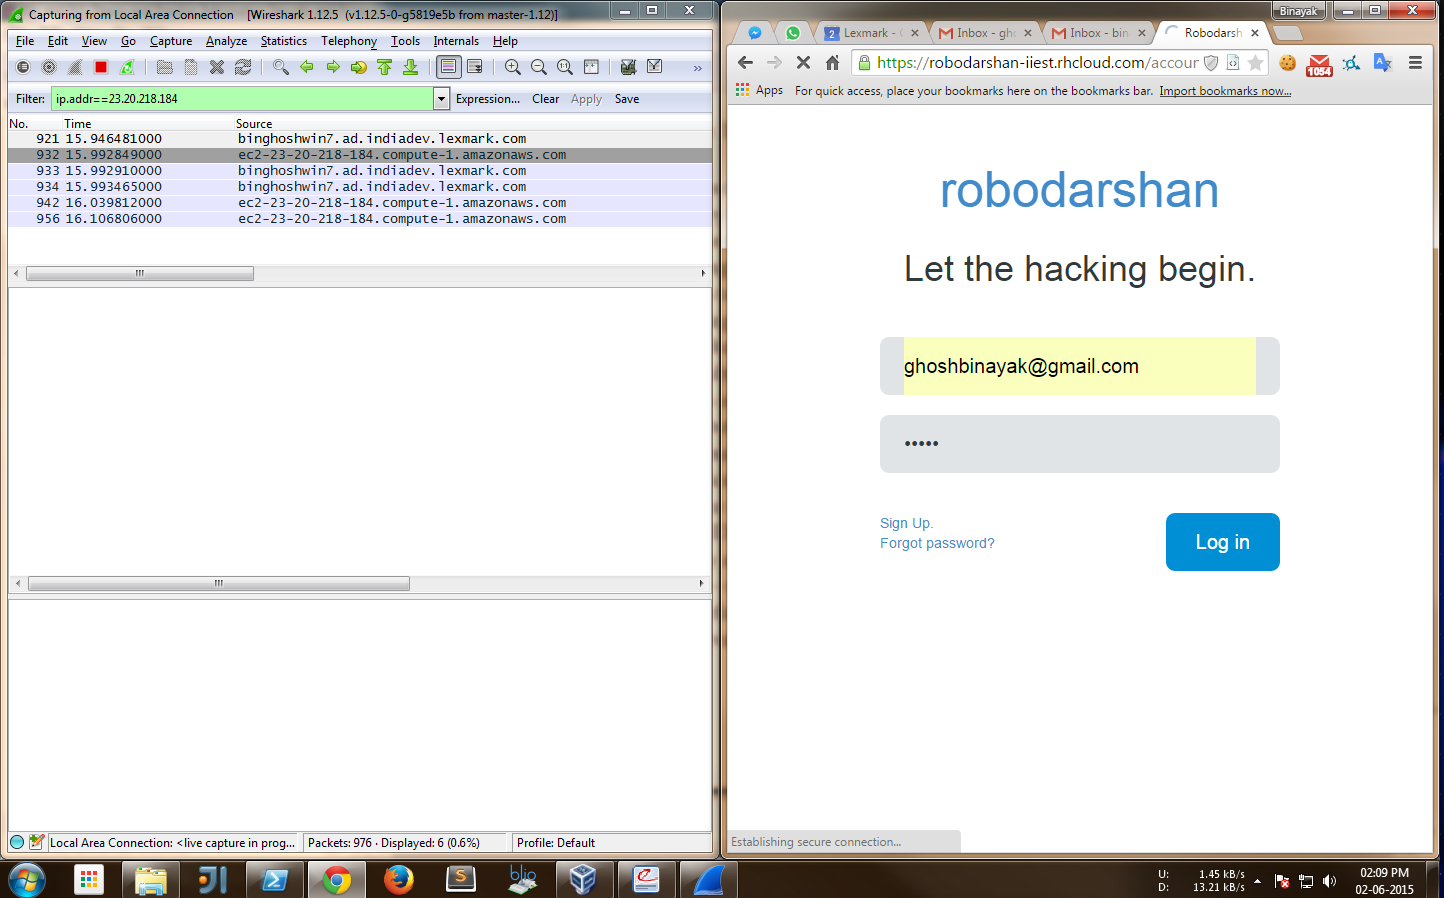 Capturing from Local Area Connection [Wireshark 1.12.5 (v1.12.5-0-g5819e5b from master-1.12)]
File Edit View Go Capture Analyze Statistics Telephony Tools Internals Help
Filter: ip.addr==23.20.218.184 Expression... Clear Apply Save
No. Time Source
921 15.946481000 binghoshwin7.ad.indiadev.lexmark.com
932 15.992849000 ec2-23-20-218-184.compute-1.amazonaws.com
933 15.992910000 binghoshwin7.ad.indiadev.lexmark.com
934 15.993465000 binghoshwin7.ad.indiadev.lexmark.com
942 16.039812000 ec2-23-20-218-184.compute-1.amazonaws.com
956 16.106806000 ec2-23-20-218-184.compute-1.amazonaws.com
Local Area Connection: <live capture in prog... Packets: 976 · Displayed: 6 (0.6%) Profile: Default
Binayak
2 Lexmark - Inbox - gh Inbox - bin Robodarsh
https://robodarshan-iiest.rhcloud.com/accour
1054
Apps For quick access, place your bookmarks here on the bookmarks bar. Import bookmarks now...
robodarshan
Let the hacking begin.
ghoshbinayak@gmail.com
•••••
Sign Up.
Forgot password?
Log in
Establishing secure connection...
S
blio
U: 1.45 kB/s
D: 13.21 kB/s
02:09 PM
02-06-2015